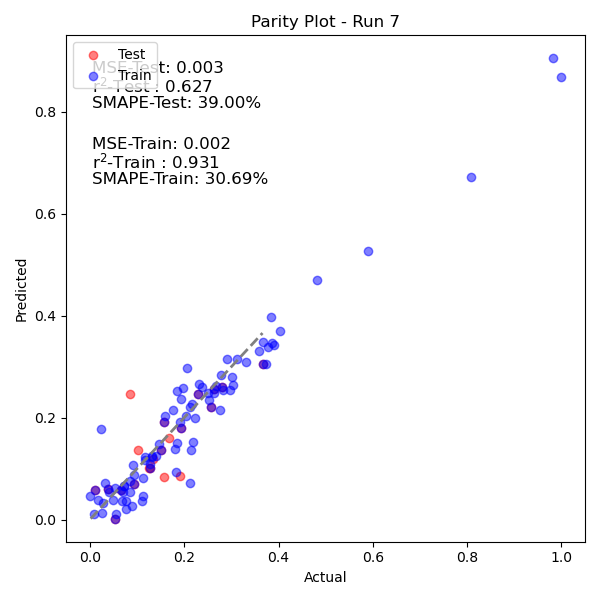 Parity Plot - Run 7
Test
Train
MSE-Test: 0.003
r²-Test : 0.627
SMAPE-Test: 39.00%
MSE-Train: 0.002
r²-Train : 0.931
SMAPE-Train: 30.69%
0.8
0.6
0.4
0.2
0.0
Predicted
0.0 0.2 0.4 0.6 0.8 1.0
Actual